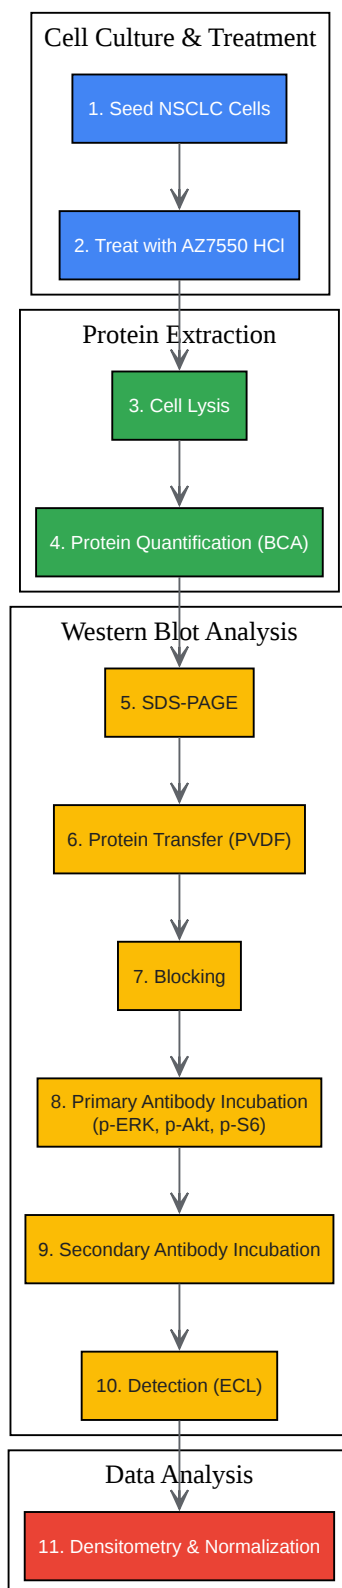 Cell Culture & Treatment
1. Seed NSCLC Cells
2. Treat with AZ7550 HCl
Protein Extraction
3. Cell Lysis
4. Protein Quantification (BCA)
Western Blot Analysis
5. SDS-PAGE
6. Protein Transfer (PVDF)
7. Blocking
8. Primary Antibody Incubation
(p-ERK, p-Akt, p-S6)
9. Secondary Antibody Incubation
10. Detection (ECL)
Data Analysis
11. Densitometry & Normalization